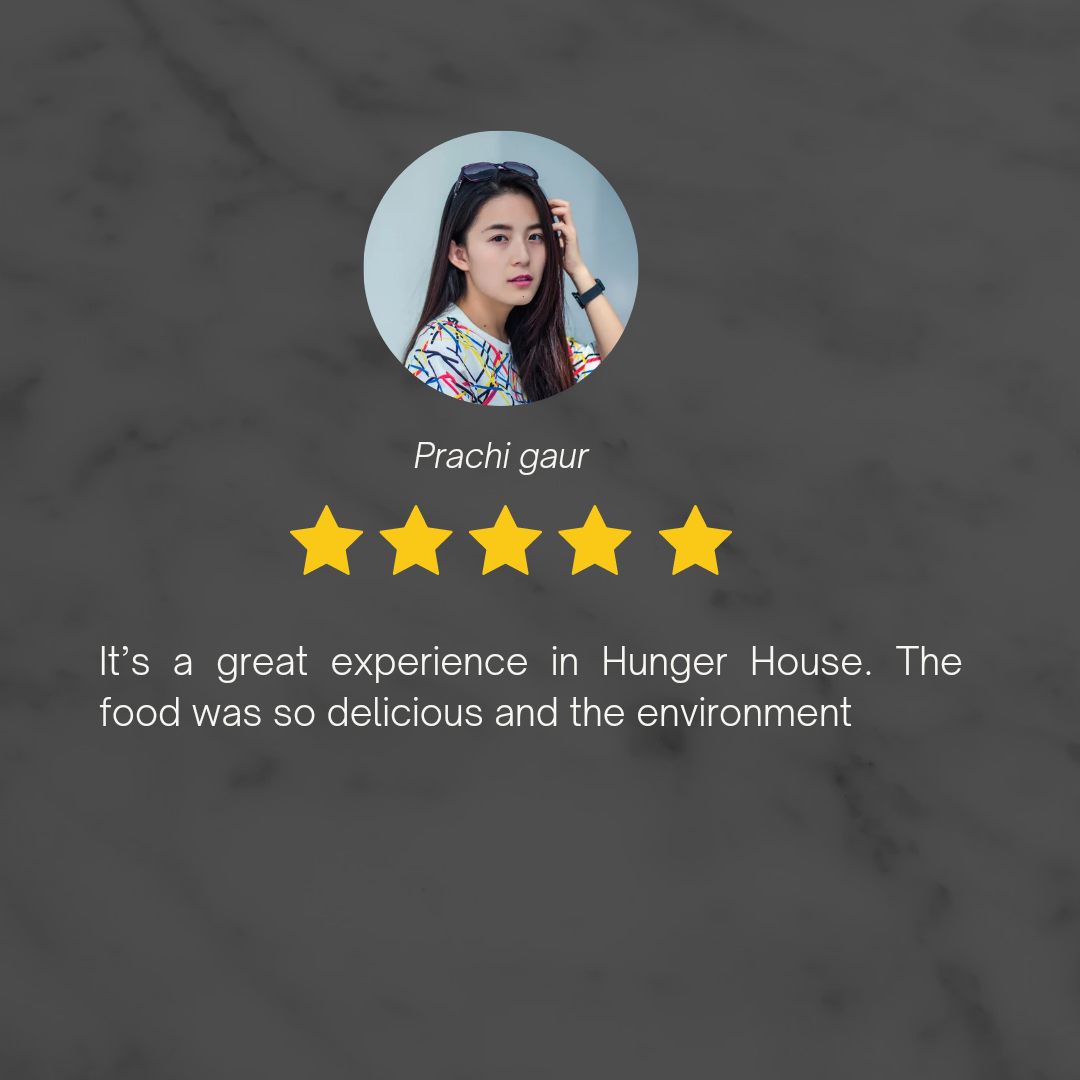 Prachi gaur
It’s a great experience in Hunger House. The
food was so delicious and the environment